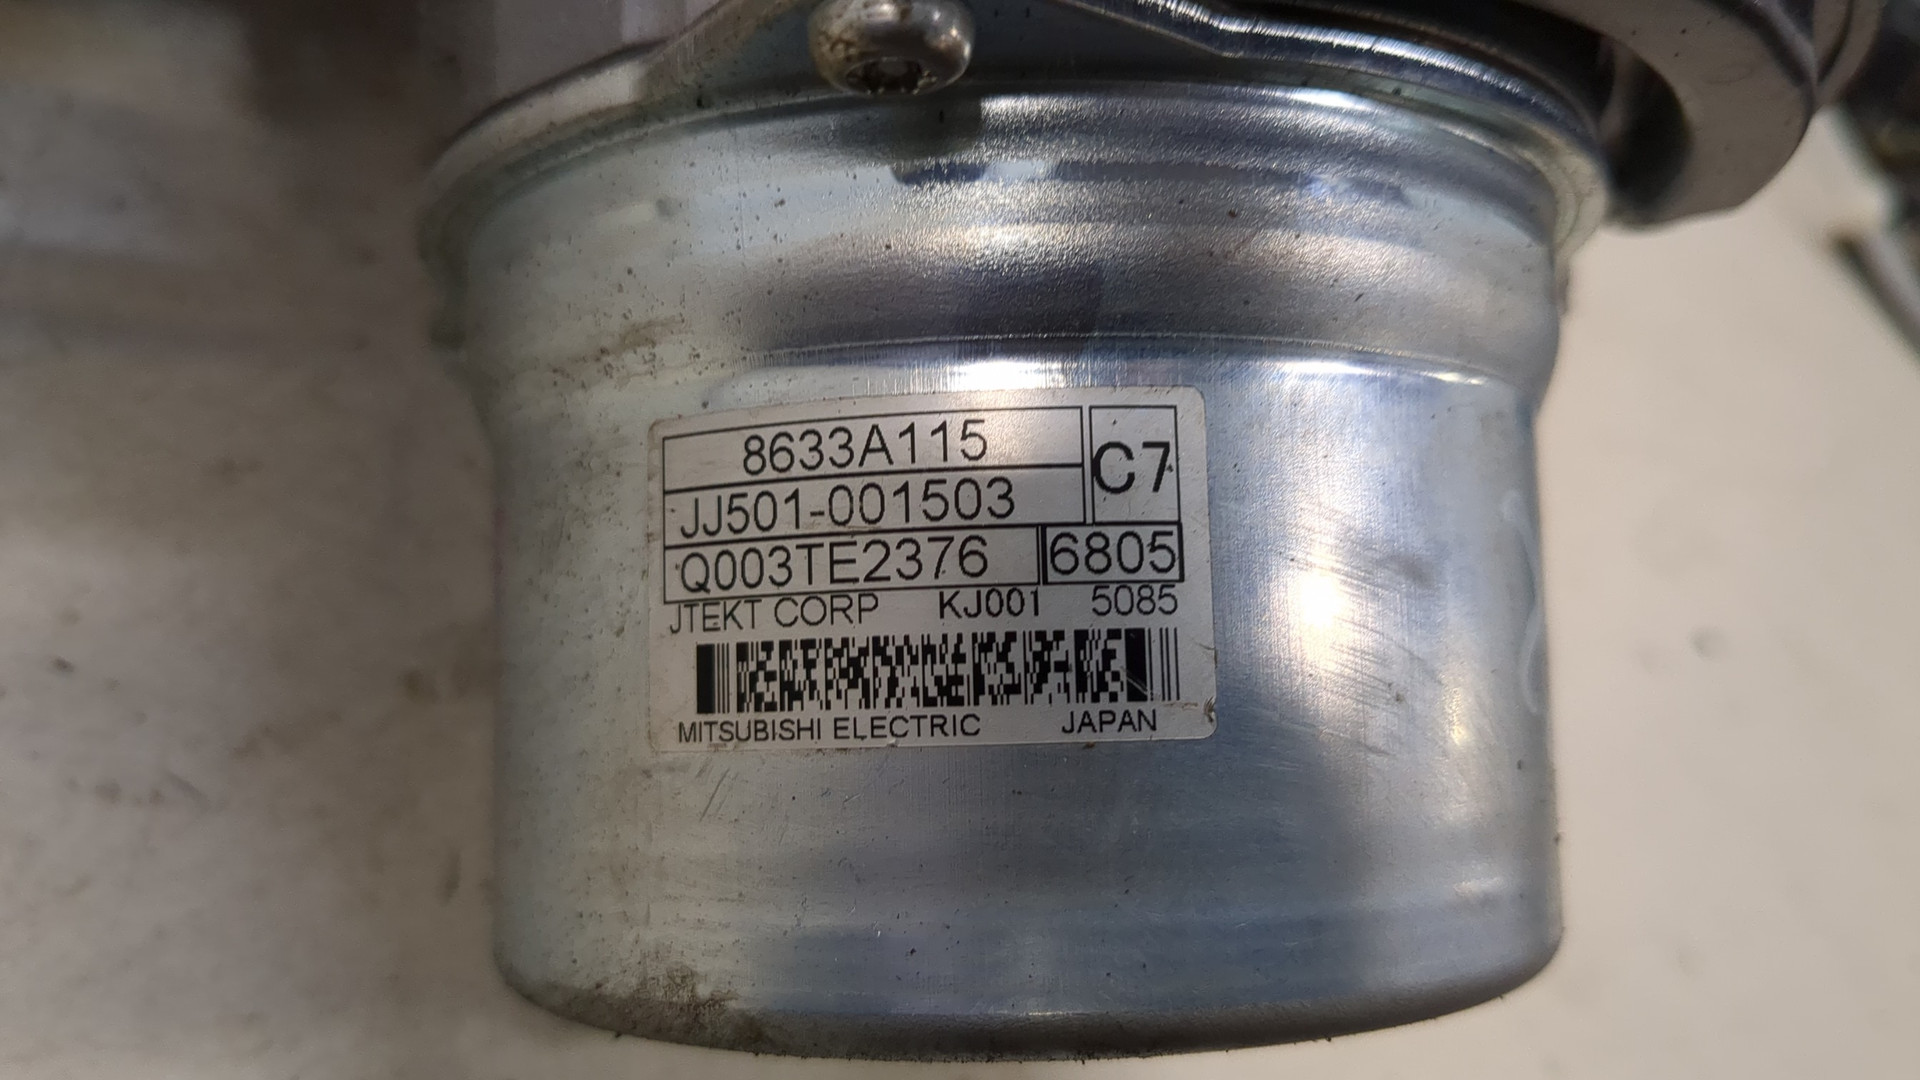 8633A115
C7
JJ501-001503
Q003TE2376 6805
JTEKT CORP KJ001 5085
MITSUBISHI ELECTRIC JAPAN